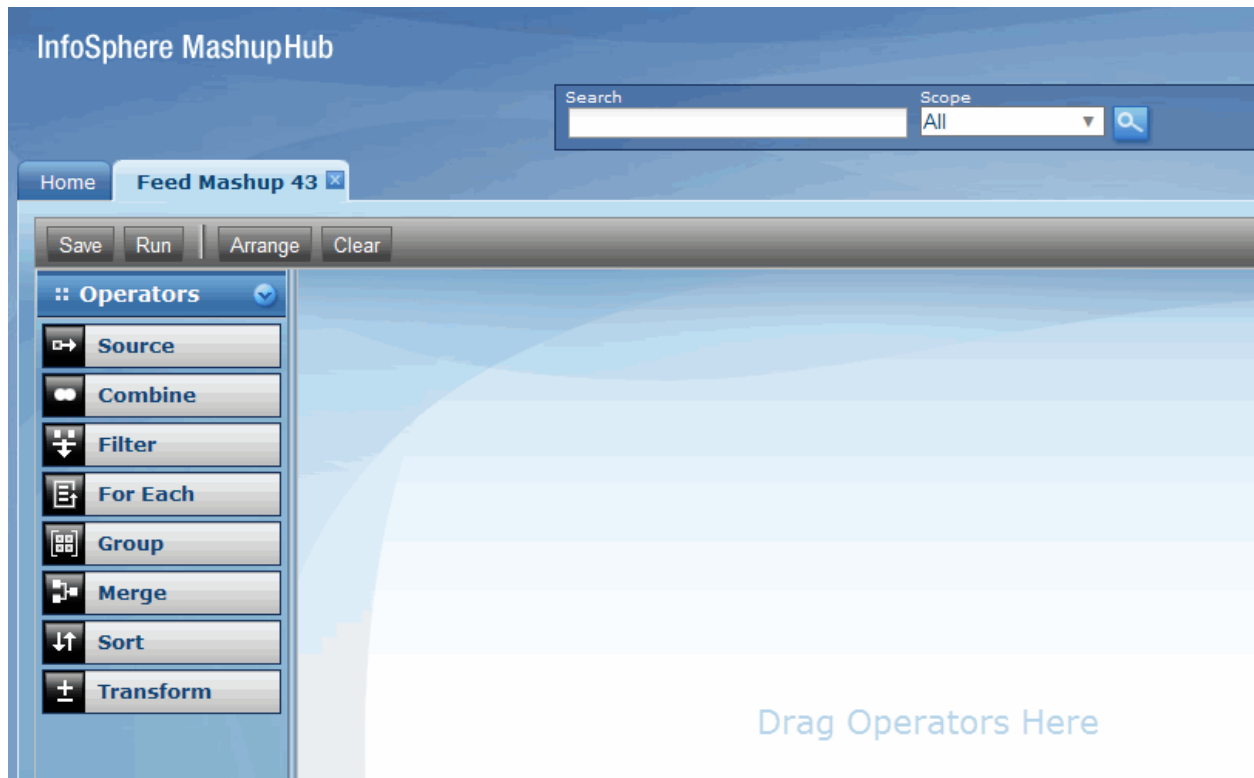 InfoSphere MashupHub
Search Scope
All
Home Feed Mashup 43
Save Run Arrange Clear
Operators
Source
Combine
Filter
For Each
Group
Merge
Sort
Transform
Drag Operators Here